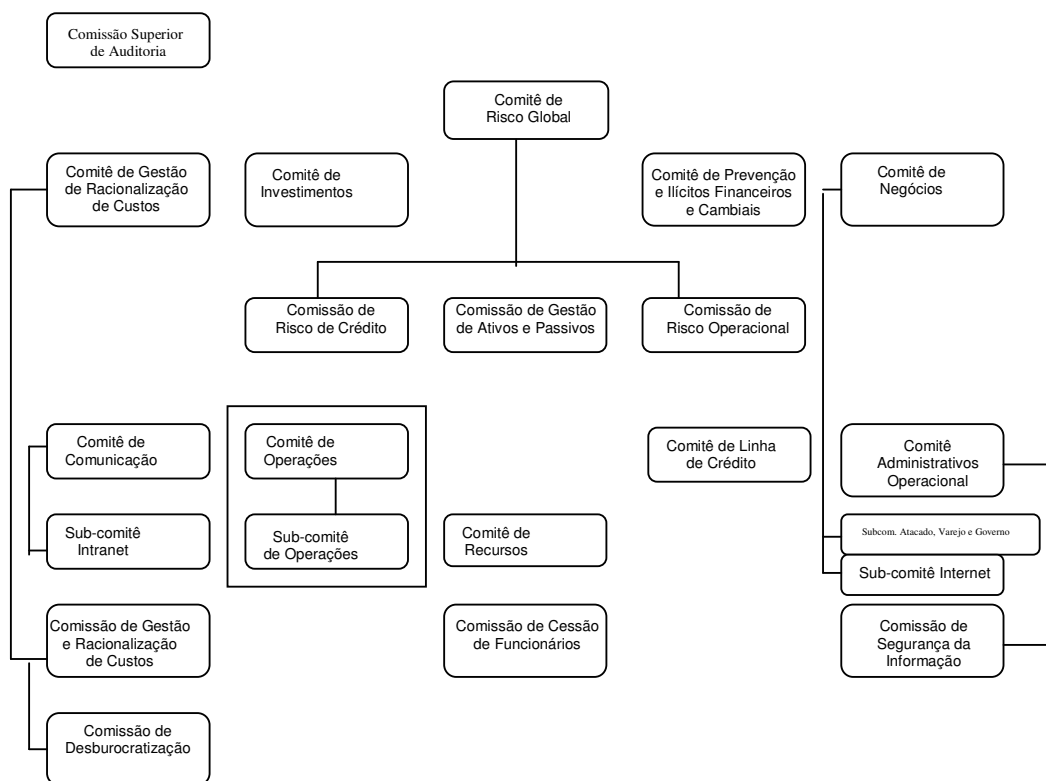 Comissão Superior
de Auditoria
Comitê de
Risco Global
Comitê de Gestão
de Racionalização
de Custos
Comitê de
Investimentos
Comitê de Prevenção
e Ilícitos Financeiros
e Cambiais
Comitê de
Negócios
Comissão de
Risco de Crédito
Comissão de Gestão
de Ativos e Passivos
Comissão de
Risco Operacional
Comitê de
Comunicação
Comitê de
Operações
Comitê de Linha
de Crédito
Comitê
Administrativos
Operacional
Sub-comitê
Intranet
Sub-comitê
de Operações
Comitê de
Recursos
Subcom. Atacado, Varejo e Governo
Sub-comitê Internet
Comissão de Gestão
e Racionalização
de Custos
Comissão de Cessão
de Funcionários
Comissão de
Segurança da
Informação
Comissão de
Desburocratização